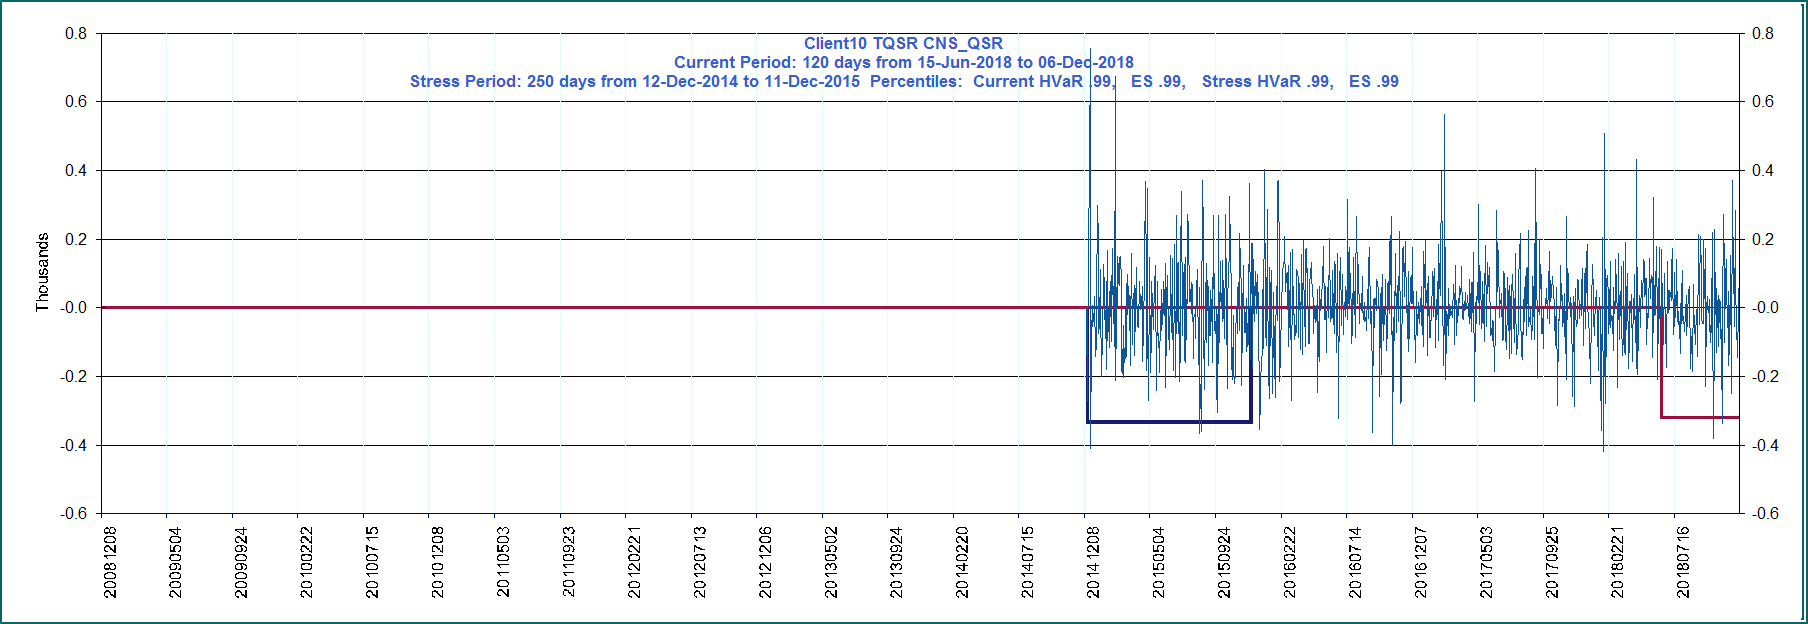 Client10 TQSR CNS_QSR
Current Period: 120 days from 15-Jun-2018 to 06-Dec-2018
Stress Period: 250 days from 12-Dec-2014 to 11-Dec-2015  Percentiles:  Current HVaR .99,   ES .99,   Stress HVaR .99,   ES .99
Thousands
0.8 0.8
0.6 0.6
0.4 0.4
0.2 0.2
-0.0 -0.0
-0.2 -0.2
-0.4 -0.4
-0.6 -0.6
20081208 20090504 20090924 20100222 20100715 20101208 20110503 20110923 20120221 20120713 20121206 20130502 20130924 20140220 20140715 20141208 20150504 20150924 20160222 20160714 20161207 20170503 20170925 20180221 20180716